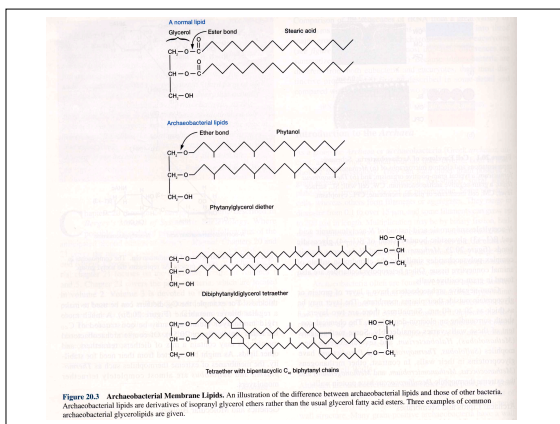 A normal lipid
Glycerol Ester bond Stearic acid
O
CH₂—O—C
O
CH—O—C
CH₂—OH
Archaeobacterial lipids
Ether bond Phytanol
CH₂—O
CH—O
CH₂—OH
Phytanylglycerol diether
HO—CH₂
CH₂—O O—CH
CH—O O—CH₂
CH₂—OH
Dibiphytanyldiglycerol tetraether
CH₂—O HO—CH₂
CH—O O—CH
CH₂—OH O—CH₂
Tetraether with bipentacyclic C₄₀ biphytanyl chains
Figure 20.3 Archaeobacterial Membrane Lipids. An illustration of the difference between archaeobacterial lipids and those of other bacteria.
Archaeobacterial lipids are derivatives of isopranyl glycerol ethers rather than the usual glycerol fatty acid esters. Three examples of common
archaeobacterial glycerolipids are given.